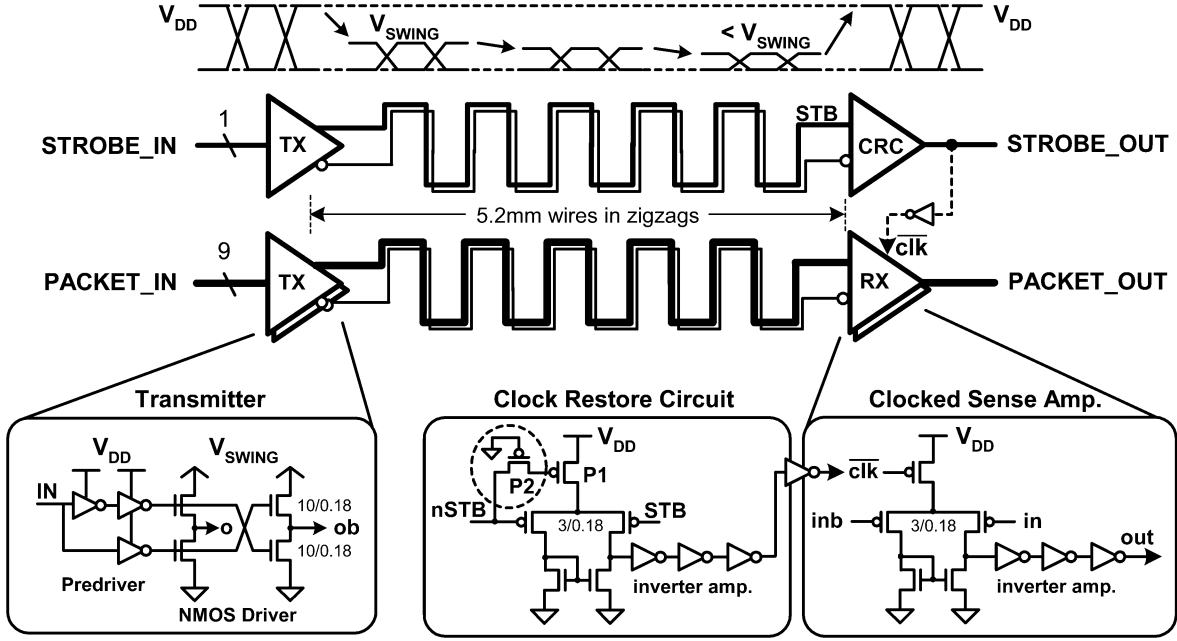 VDD
VSWING
< VSWING
VDD
STROBE_IN
1
TX
STB
CRC
STROBE_OUT
5.2mm wires in zigzags
clk
PACKET_IN
9
TX
RX
PACKET_OUT
Transmitter
Clock Restore Circuit
Clocked Sense Amp.
VDD
VSWING
IN
o
ob
10/0.18
10/0.18
Predriver
NMOS Driver
VDD
P1
P2
nSTB
STB
3/0.18
inverter amp.
VDD
clk
inb
in
3/0.18
out
inverter amp.